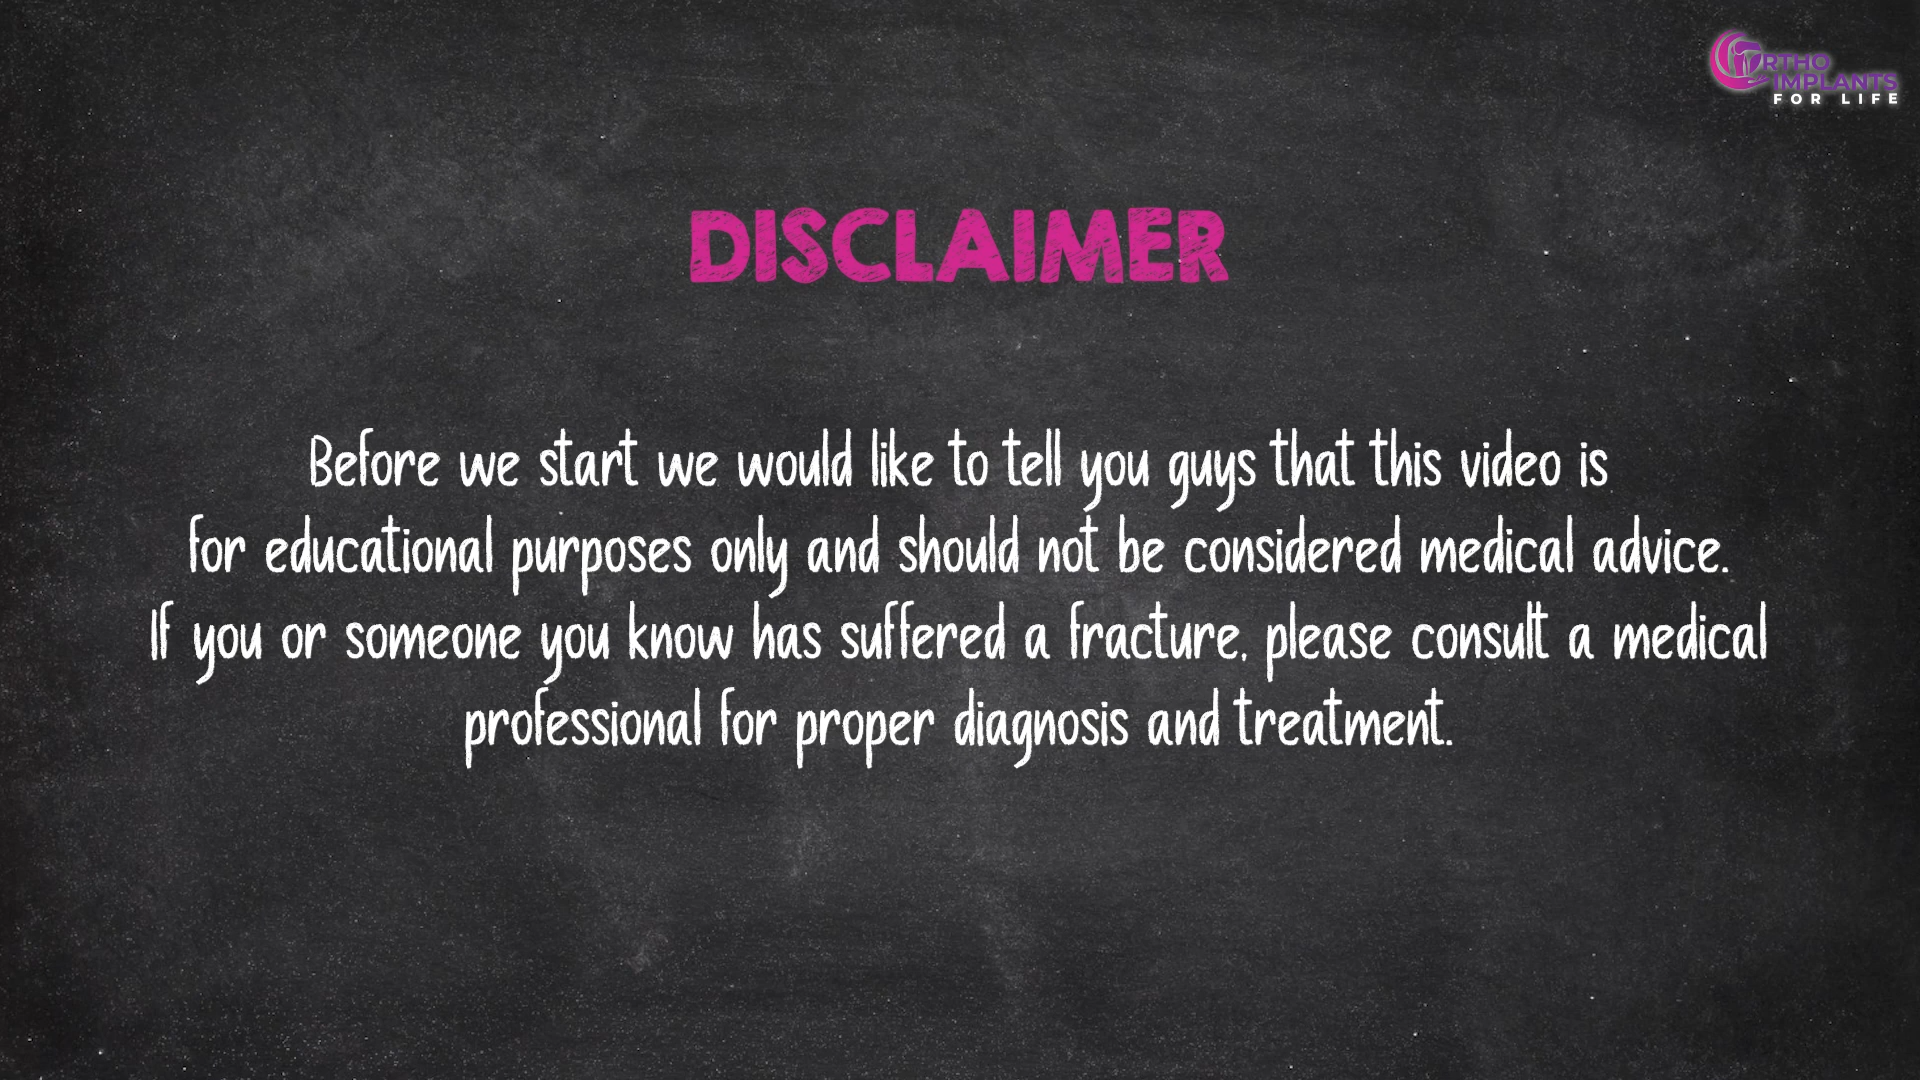 ORTHO
IMPLANTS
FOR LIFE
DISCLAIMER
Before we start we would like to tell you guys that this video is
for educational purposes only and should not be considered medical advice.
If you or someone you know has suffered a fracture, please consult a medical
professional for proper diagnosis and treatment.